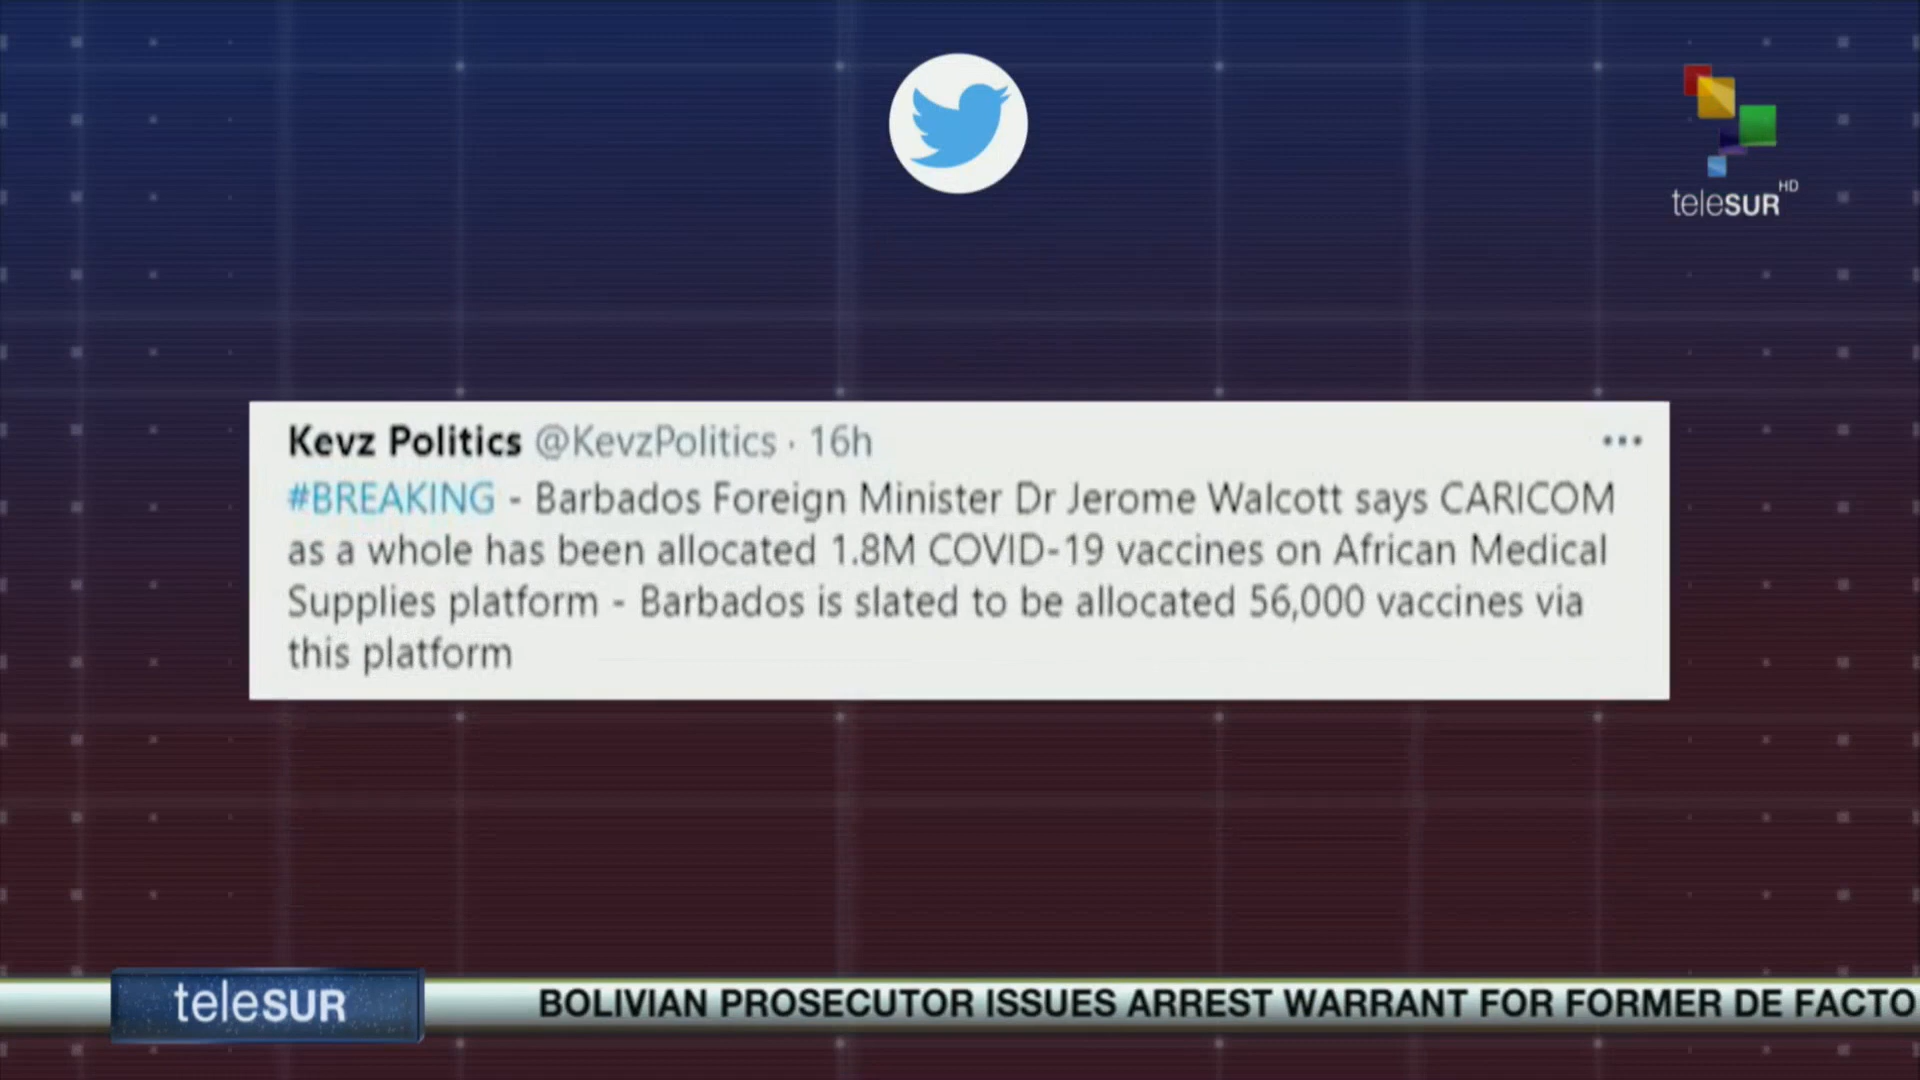 teleSUR HD
Kevz Politics @KevzPolitics · 16h ...
#BREAKING - Barbados Foreign Minister Dr Jerome Walcott says CARICOM
as a whole has been allocated 1.8M COVID-19 vaccines on African Medical
Supplies platform - Barbados is slated to be allocated 56,000 vaccines via
this platform
teleSUR
BOLIVIAN PROSECUTOR ISSUES ARREST WARRANT FOR FORMER DE FACTO